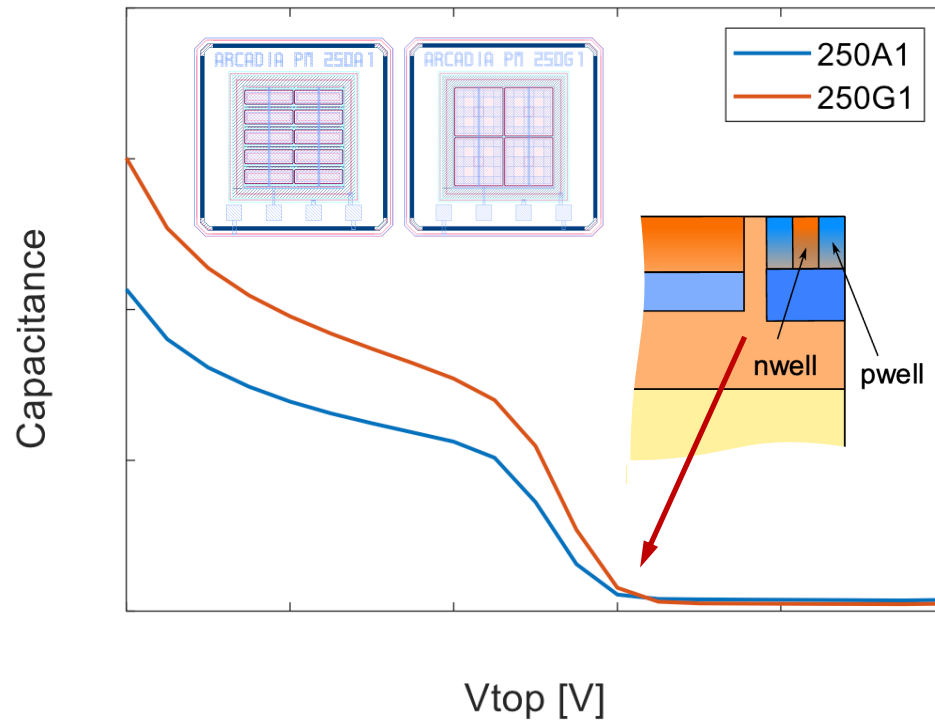 ARCADIA PM 250A1
ARCADIA PM 250G1
250A1
250G1
Capacitance
nwell
pwell
Vtop [V]